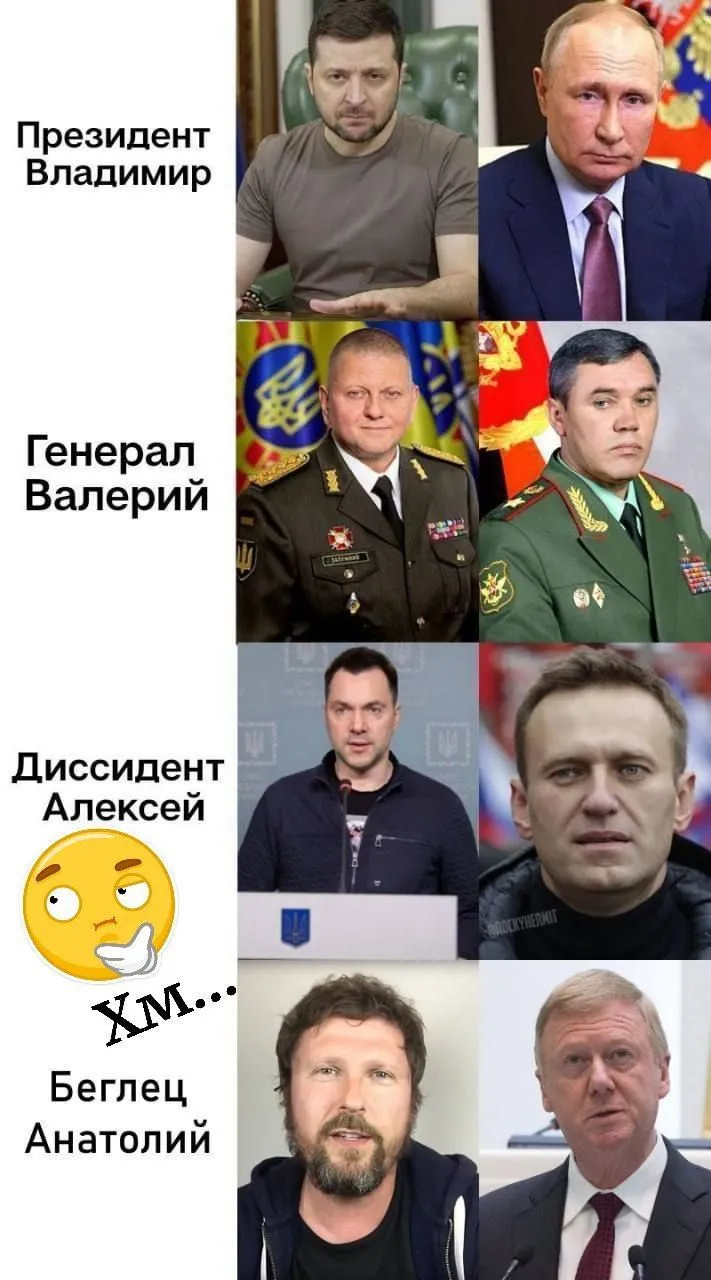 Президент
Владимир
Генерал
Валерий
Диссидент
Алексей
Хм...
Беглец
Анатолий